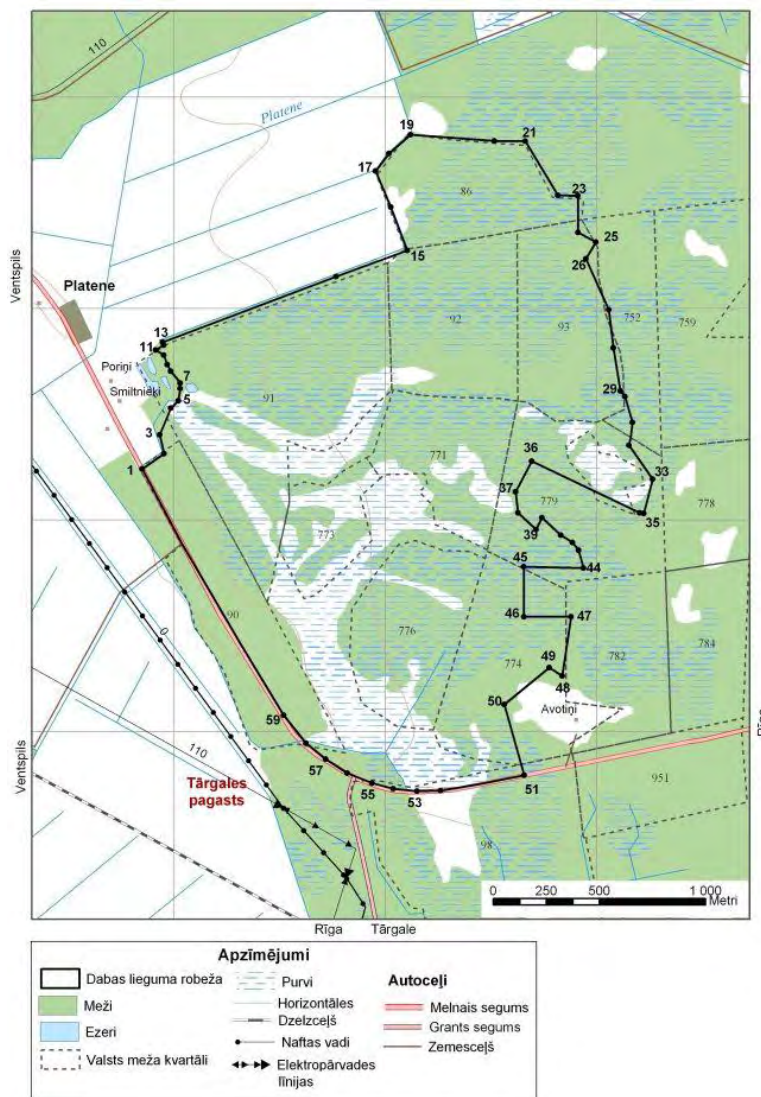 110
Platene
19
21
17
86
23
15
25
26
Ventspils
Platene
92
93
752
759
13
11
Poriņi
Smiltnieki
7
5
91
29
3
36
771
1
37
33
779
35
778
39
773
45
44
90
776
46
47
0
774
782
784
49
48
50
Avotiņi
59
Rīga
110
57
Ventspils
Tārgales
pagasts
55
53
51
951
98
0 250 500 1 000
Metri
Rīga Tārgale
Apzīmējumi
Dabas lieguma robeža
Meži
Ezeri
Valsts meža kvartāli
Purvi
Horizontāles
Dzelzceļš
Naftas vadi
Elektropārvades
līnijas
Autoceļi
Melnais segums
Grants segums
Zemesceļš